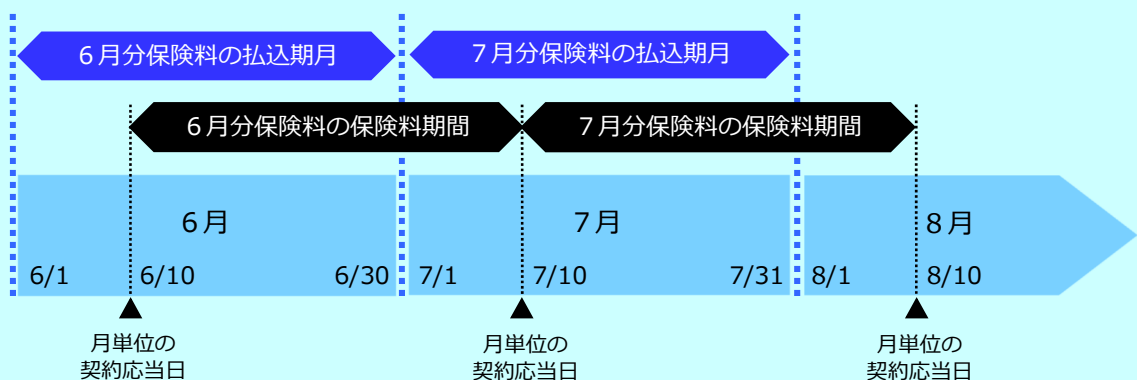 6月分保険料の払込期月
7月分保険料の払込期月
6月分保険料の保険料期間
7月分保険料の保険料期間
6月
7月
8月
6/1
6/10
6/30
7/1
7/10
7/31
8/1
8/10
月単位の
契約応当日
月単位の
契約応当日
月単位の
契約応当日